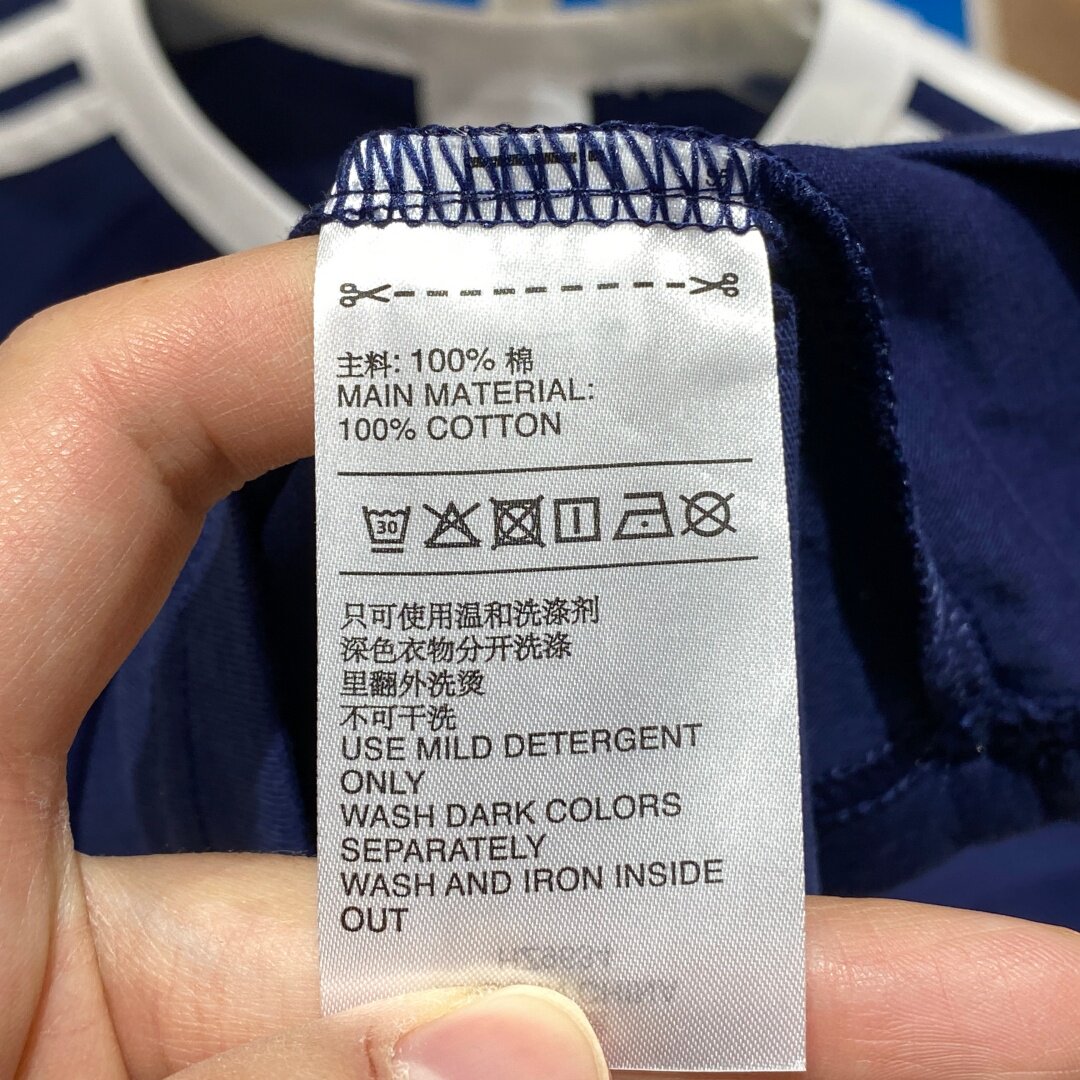 主料: 100% 棉
MAIN MATERIAL:
100% COTTON
30
只可使用温和洗涤剂
深色衣物分开洗涤
里翻外洗烫
不可干洗
USE MILD DETERGENT
ONLY
WASH DARK COLORS
SEPARATELY
WASH AND IRON INSIDE
OUT